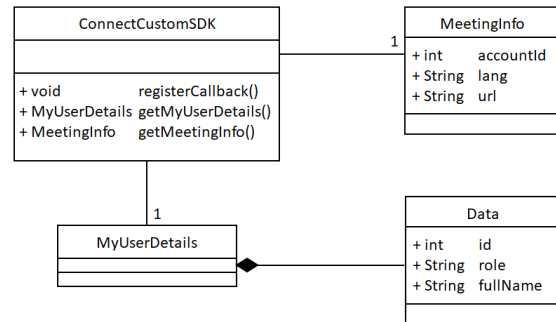 ConnectCustomSDK
+ void registerCallback()
+ MyUserDetails getMyUserDetails()
+ MeetingInfo getMeetingInfo()
1
MeetingInfo
+ int accountId
+ String lang
+ String url
1
MyUserDetails
Data
+ int id
+ String role
+ String fullName